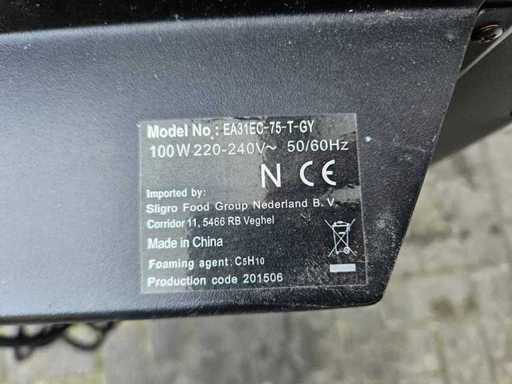 Model No.: EA31EC-75-T-GY
100W 220-240V~ 50/60Hz
N CE
Imported by:
Sligro Food Group Nederland B.V.
Corridor 11, 5466 RB Veghel
Made in China
Foaming agent: C5H10
Production code 201506